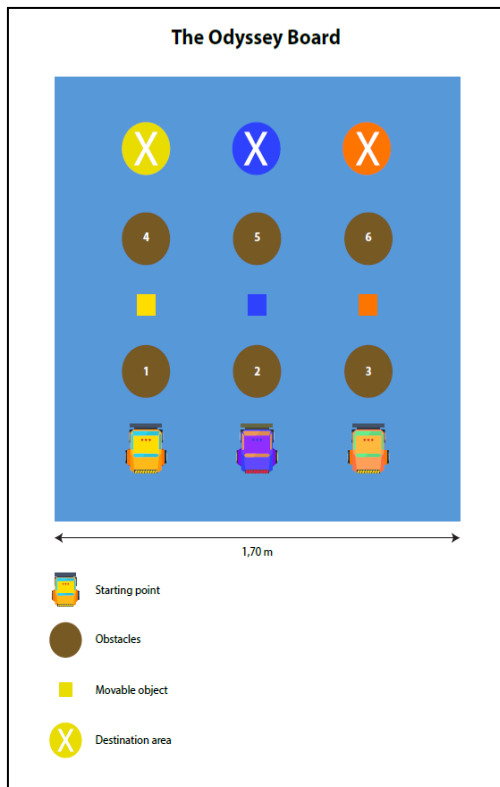 The Odyssey Board
X X X
4 5 6
1 2 3
1,70 m
Starting point
Obstacles
Movable object
X Destination area